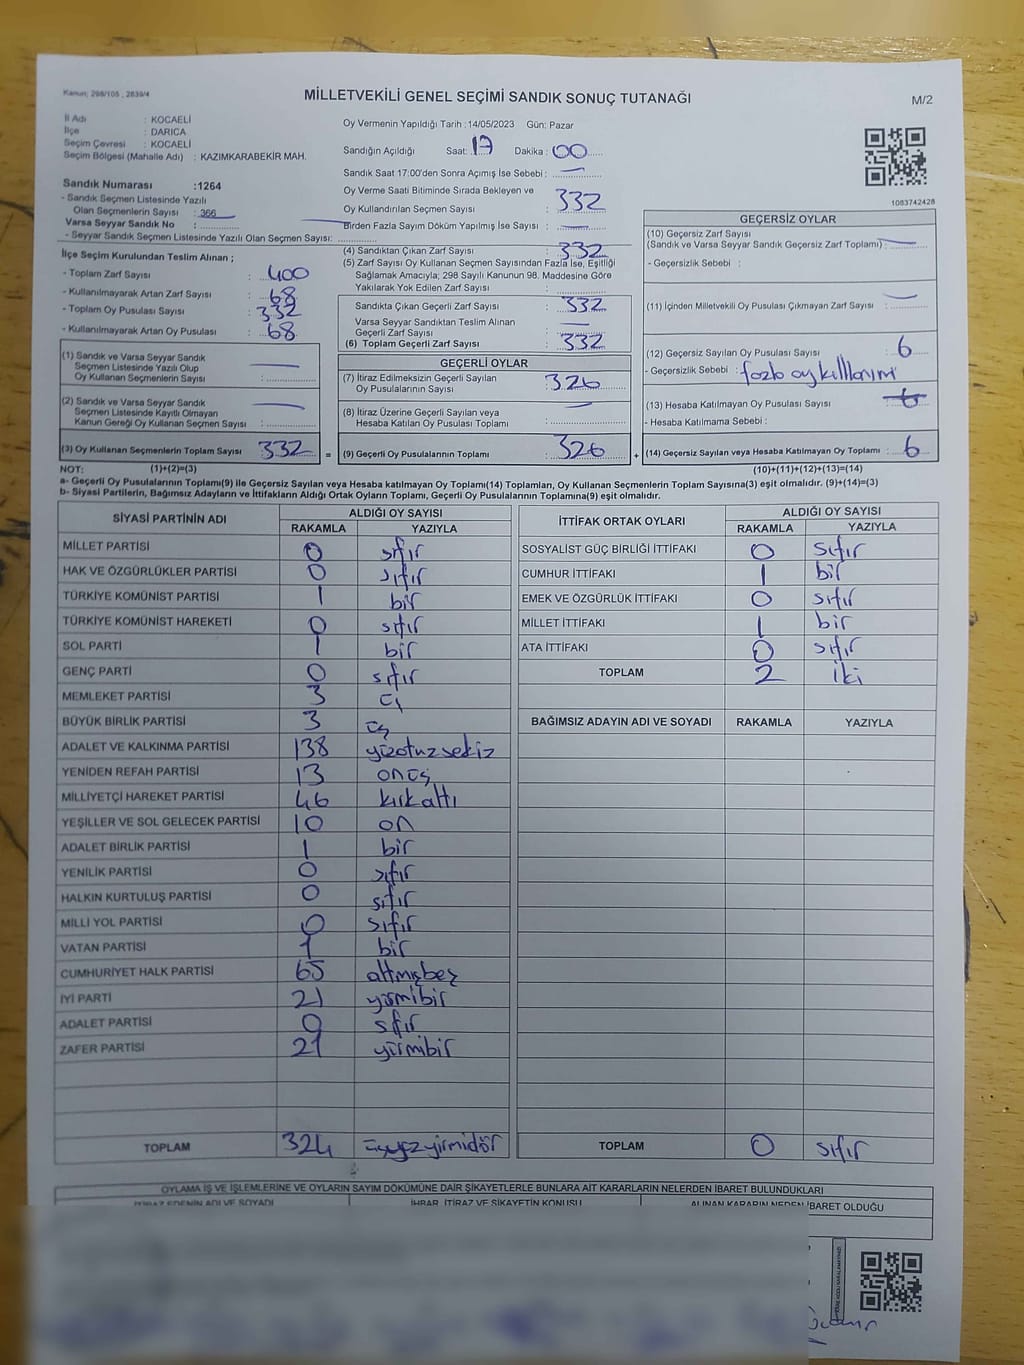 Kanun: 298/105 , 2839/4
MİLLETVEKİLİ GENEL SEÇİMİ SANDIK SONUÇ TUTANAĞI
M/2
İl Adı : KOCAELİ
İlçe : DARICA
Seçim Çevresi : KOCAELİ
Seçim Bölgesi (Mahalle Adı) : KAZIMKARABEKİR MAH.
Sandık Numarası :1264
- Sandık Seçmen Listesinde Yazılı
Olan Seçmenlerin Sayısı : 366
Varsa Seyyar Sandık No :
- Seyyar Sandık Seçmen Listesinde Yazılı Olan Seçmen Sayısı:
İlçe Seçim Kurulundan Teslim Alınan ;
- Toplam Zarf Sayısı : 400
- Kullanılmayarak Artan Zarf Sayısı : 68
- Toplam Oy Pusulası Sayısı : 332
- Kullanılmayarak Artan Oy Pusulası : 68
(1) Sandık ve Varsa Seyyar Sandık
Seçmen Listesinde Yazılı Olup
Oy Kullanan Seçmenlerin Sayısı :
(2) Sandık ve Varsa Seyyar Sandık
Seçmen Listesinde Kayıtlı Olmayan
Kanun Gereği Oy Kullanan Seçmen Sayısı :
(3) Oy Kullanan Seçmenlerin Toplam Sayısı : 332 =
Oy Vermenin Yapıldığı Tarih : 14/05/2023 Gün: Pazar
Sandığın Açıldığı Saat: 17 Dakika : 00
Sandık Saat 17:00'den Sonra Açımış İse Sebebi :
Oy Verme Saati Bitiminde Sırada Bekleyen ve
Oy Kullandırılan Seçmen Sayısı : 332
Birden Fazla Sayım Döküm Yapılmış İse Sayısı :
(4) Sandıktan Çıkan Zarf Sayısı : 332
(5) Zarf Sayısı Oy Kullanan Seçmen Sayısından Fazla İse, Eşitliği
Sağlamak Amacıyla; 298 Sayılı Kanunun 98. Maddesine Göre
Yakılarak Yok Edilen Zarf Sayısı :
Sandıkta Çıkan Geçerli Zarf Sayısı : 332
Varsa Seyyar Sandıktan Teslim Alınan
Geçerli Zarf Sayısı :
(6) Toplam Geçerli Zarf Sayısı : 332
GEÇERLİ OYLAR
(7) İtiraz Edilmeksizin Geçerli Sayılan
Oy Pusulalarının Sayısı : 326
(8) İtiraz Üzerine Geçerli Sayılan veya
Hesaba Katılan Oy Pusulası Toplamı :
(9) Geçerli Oy Pusulalarının Toplamı : 326 +
1083742428
GEÇERSİZ OYLAR
(10) Geçersiz Zarf Sayısı
(Sandık ve Varsa Seyyar Sandık Geçersiz Zarf Toplamı) :
- Geçersizlik Sebebi :
(11) İçinden Milletvekili Oy Pusulası Çıkmayan Zarf Sayısı :
(12) Geçersiz Sayılan Oy Pusulası Sayısı : 6
- Geçersizlik Sebebi : fazla oy kullanımı
(13) Hesaba Katılmayan Oy Pusulası Sayısı :
- Hesaba Katılmama Sebebi :
(14) Geçersiz Sayılan veya Hesaba Katılmayan Oy Toplamı : 6
NOT: (1)+(2)=(3) (10)+(11)+(12)+(13)=(14)
a- Geçerli Oy Pusulalarının Toplamı(9) ile Geçersiz Sayılan veya Hesaba katılmayan Oy Toplamı(14) Toplamları, Oy Kullanan Seçmenlerin Toplam Sayısına(3) eşit olmalıdır. (9)+(14)=(3)
b- Siyasi Partilerin, Bağımsız Adayların ve İttifakların Aldığı Ortak Oyların Toplamı, Geçerli Oy Pusulalarının Toplamına(9) eşit olmalıdır.
SİYASİ PARTİNİN ADI ALDIĞI OY SAYISI
RAKAMLA YAZIYLA
MİLLET PARTİSİ 0 sıfır
HAK VE ÖZGÜRLÜKLER PARTİSİ 0 sıfır
TÜRKİYE KOMÜNİST PARTİSİ 1 bir
TÜRKİYE KOMÜNİST HAREKETİ 0 sıfır
SOL PARTİ 1 bir
GENÇ PARTİ 0 sıfır
MEMLEKET PARTİSİ 3 üç
BÜYÜK BİRLİK PARTİSİ 3 üç
ADALET VE KALKINMA PARTİSİ 138 yüzotuzsekiz
YENİDEN REFAH PARTİSİ 13 onüç
MİLLİYETÇİ HAREKET PARTİSİ 46 kırkaltı
YEŞİLLER VE SOL GELECEK PARTİSİ 10 on
ADALET BİRLİK PARTİSİ 1 bir
YENİLİK PARTİSİ 0 sıfır
HALKIN KURTULUŞ PARTİSİ 0 sıfır
MİLLİ YOL PARTİSİ 0 sıfır
VATAN PARTİSİ 1 bir
CUMHURİYET HALK PARTİSİ 65 altmışbeş
İYİ PARTİ 21 yirmibir
ADALET PARTİSİ 0 sıfır
ZAFER PARTİSİ 21 yirmibir
TOPLAM 324 üçyüzyirmidör
İTTİFAK ORTAK OYLARI ALDIĞI OY SAYISI
RAKAMLA YAZIYLA
SOSYALİST GÜÇ BİRLİĞİ İTTİFAKI 0 sıfır
CUMHUR İTTİFAKI 1 bir
EMEK VE ÖZGÜRLÜK İTTİFAKI 0 sıfır
MİLLET İTTİFAKI 1 bir
ATA İTTİFAKI 0 sıfır
TOPLAM 2 iki
BAĞIMSIZ ADAYIN ADI VE SOYADI RAKAMLA YAZIYLA
TOPLAM 0 sıfır
OYLAMA İŞ VE İŞLEMLERİNE VE OYLARIN SAYIM DÖKÜMÜNE DAİR ŞİKAYETLERLE BUNLARA AİT KARARLARIN NELERDEN İBARET BULUNDUKLARI
İTİRAZ EDENİN ADI VE SOYADI İHBAR, İTİRAZ VE ŞİKAYETİN KONUSU ALINAN KARARIN NEDEN İBARET OLDUĞU